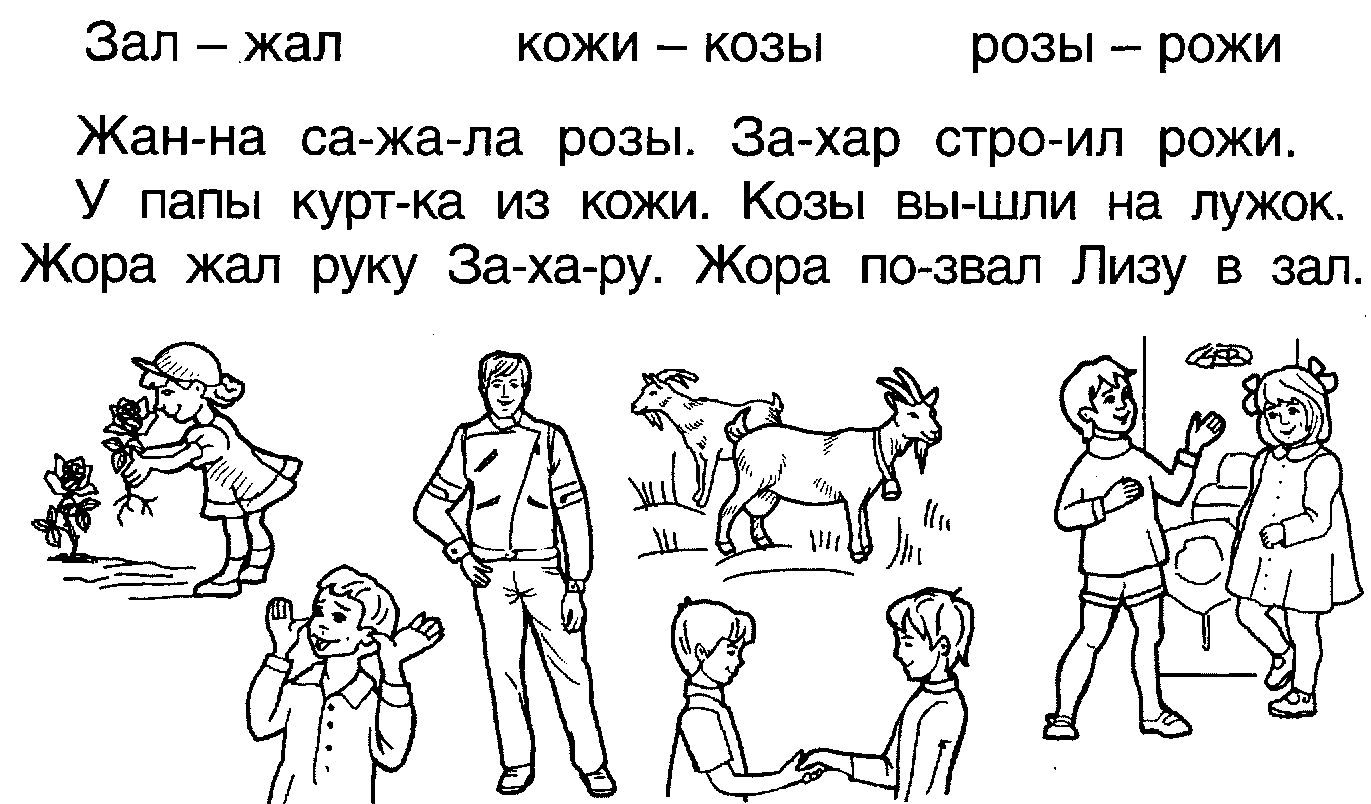 Зал – жал кожи – козы розы – рожи
Жан-на са-жа-ла розы. За-хар стро-ил рожи.
У папы курт-ка из кожи. Козы вы-шли на лужок.
Жора жал руку За-ха-ру. Жора по-звал Лизу в зал.